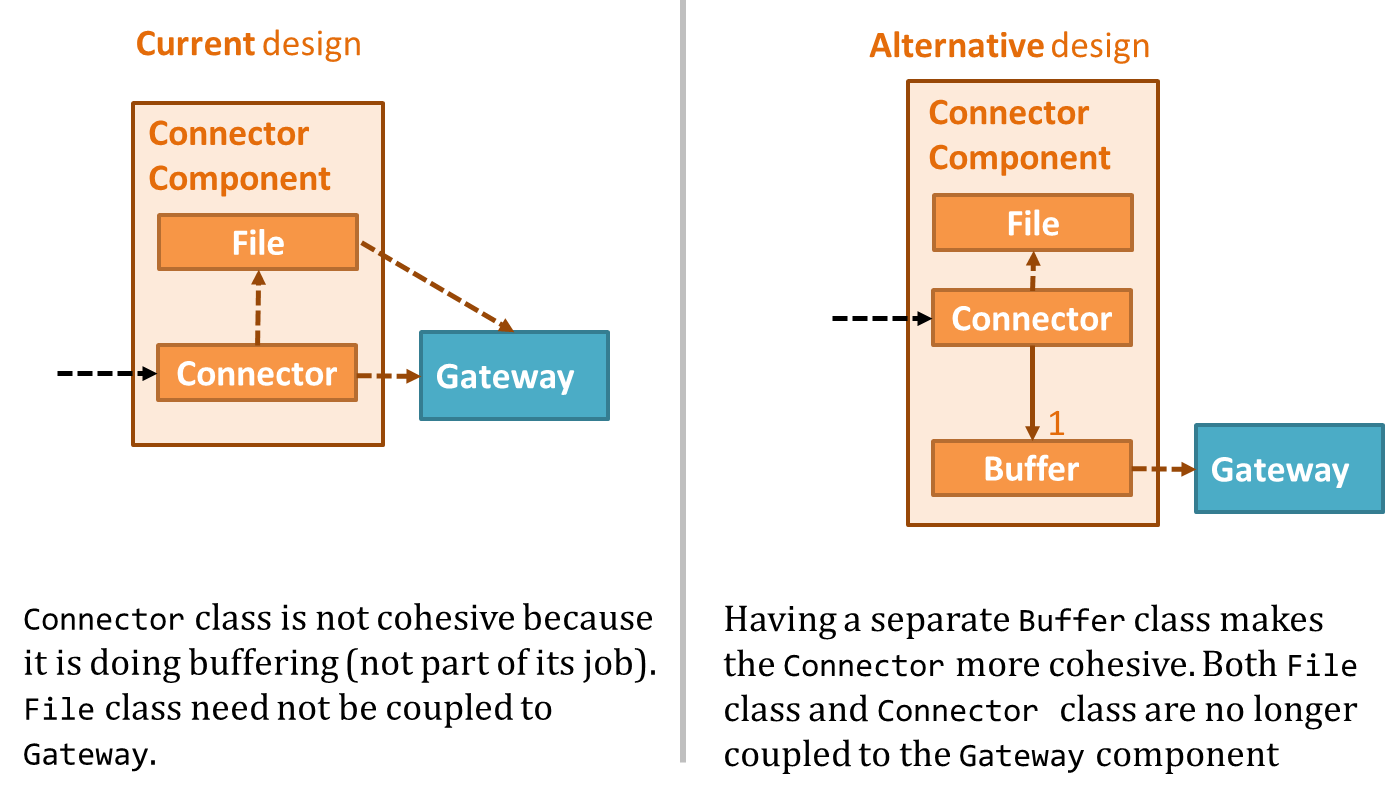 Current design
Connector
Component
File
Connector
Gateway
Connector class is not cohesive because
it is doing buffering (not part of its job).
File class need not be coupled to
Gateway.
Alternative design
Connector
Component
File
Connector
1
Buffer
Gateway
Having a separate Buffer class makes
the Connector more cohesive. Both File
class and Connector class are no longer
coupled to the Gateway component